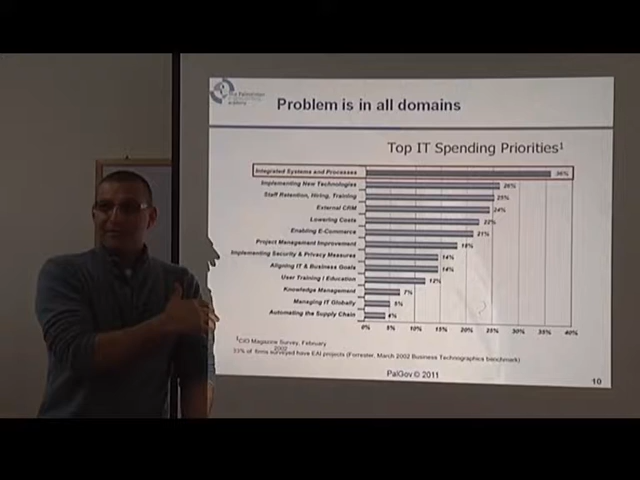 Problem is in all domains
Top IT Spending Priorities¹
Integrated Systems and Processes 36%
Implementing New Technologies 26%
Staff Retention, Hiring, Training 25%
External CRM 24%
Lowering Costs 22%
Enabling E-Commerce 21%
Project Management Improvement 18%
Implementing Security & Privacy Measures 14%
Aligning IT & Business Goals 14%
User Training / Education 12%
Knowledge Management 7%
Managing IT Globally 5%
Automating the Supply Chain 4%
0% 5% 10% 15% 20% 25% 30% 35% 40%
¹CIO Magazine Survey, February
2002
33% of firms surveyed have EAI projects (Forrester, March 2002 Business Technographics benchmark)
PalGov © 2011
10